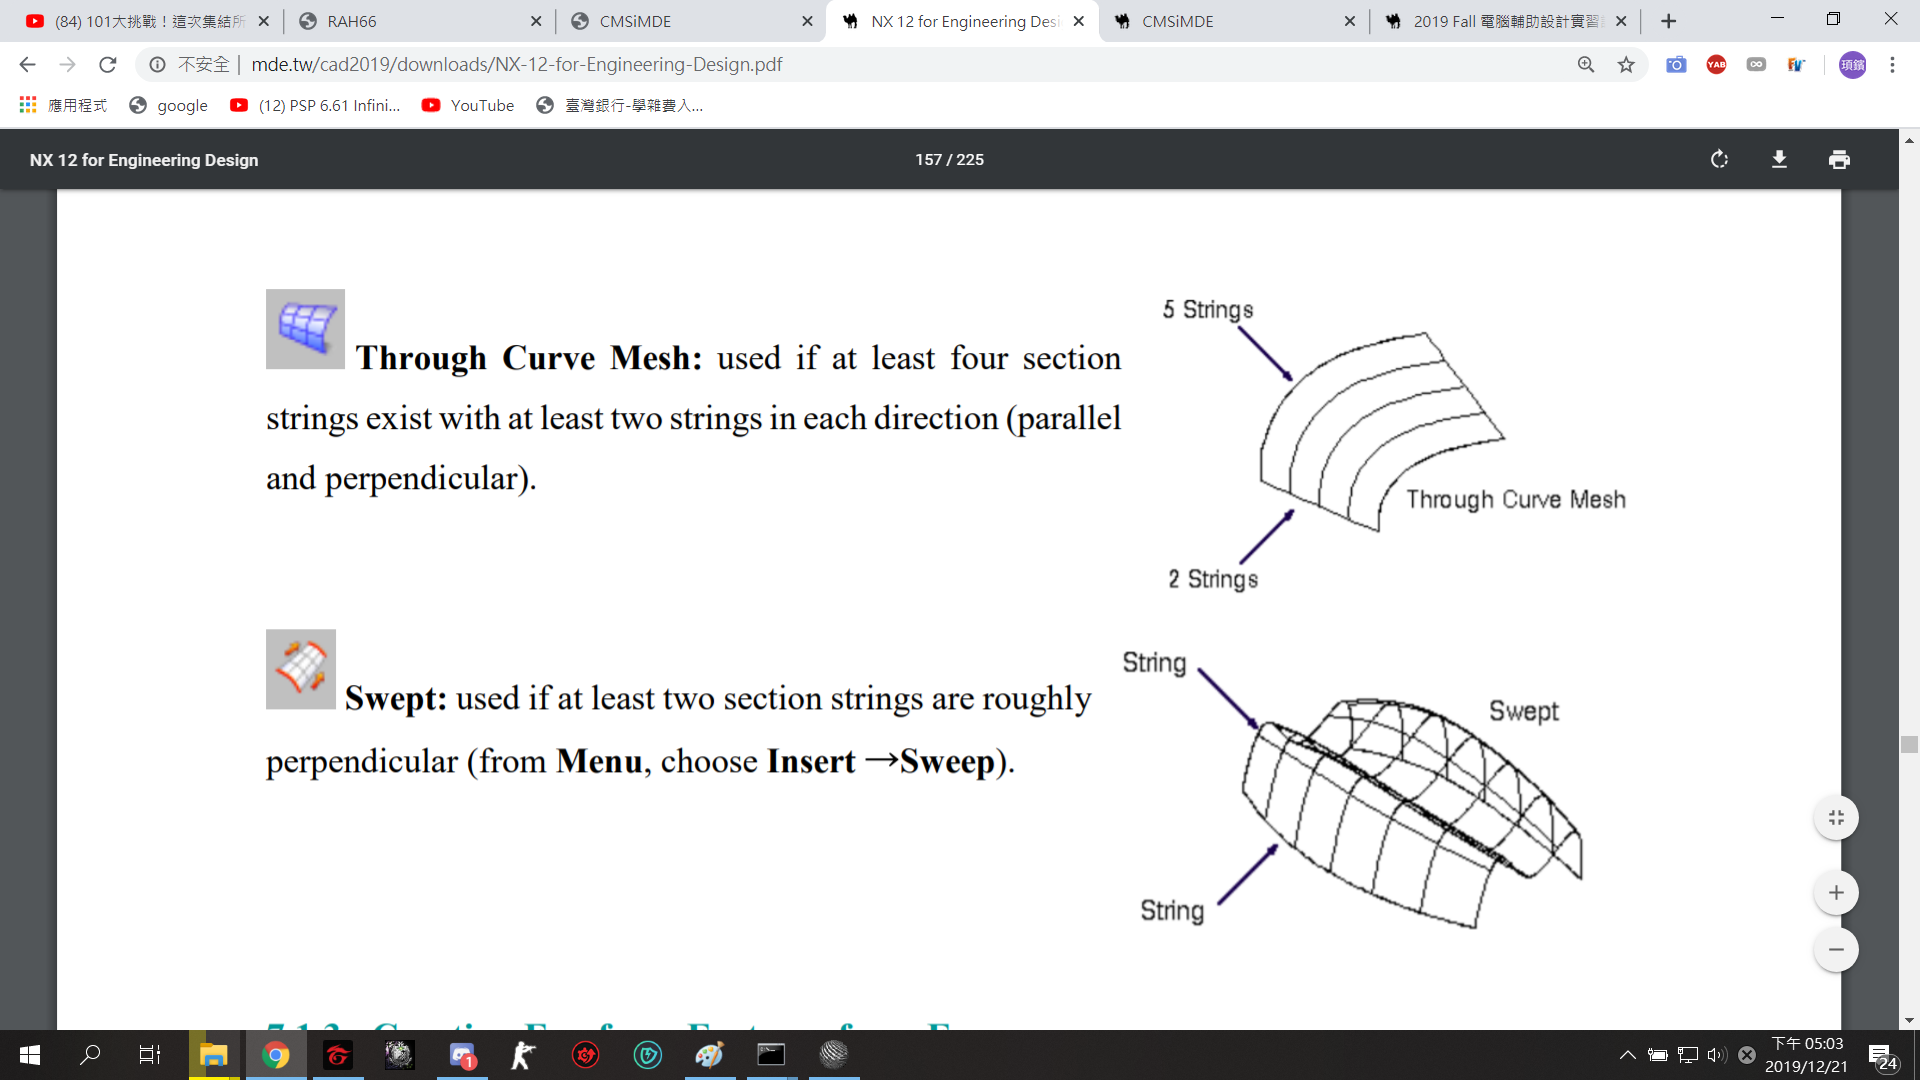 (84) 101大挑戰！這次集結所
RAH66
CMSiMDE
NX 12 for Engineering Desi
CMSiMDE
2019 Fall 電腦輔助設計實習
不安全 | mde.tw/cad2019/downloads/NX-12-for-Engineering-Design.pdf
YAB
頊鑌
應用程式
google
(12) PSP 6.61 Infini...
YouTube
臺灣銀行-學雜費入...
NX 12 for Engineering Design
157 / 225
Through Curve Mesh: used if at least four section
strings exist with at least two strings in each direction (parallel
and perpendicular).
5 Strings
Through Curve Mesh
2 Strings
Swept: used if at least two section strings are roughly
perpendicular (from Menu, choose Insert →Sweep).
String
Swept
String
下午 05:03
2019/12/21
1
24